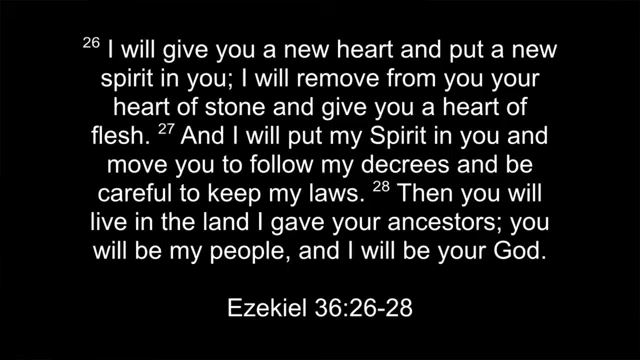 26 I will give you a new heart and put a new
spirit in you; I will remove from you your
heart of stone and give you a heart of
flesh. 27 And I will put my Spirit in you and
move you to follow my decrees and be
careful to keep my laws. 28 Then you will
live in the land I gave your ancestors; you
will be my people, and I will be your God.
Ezekiel 36:26-28